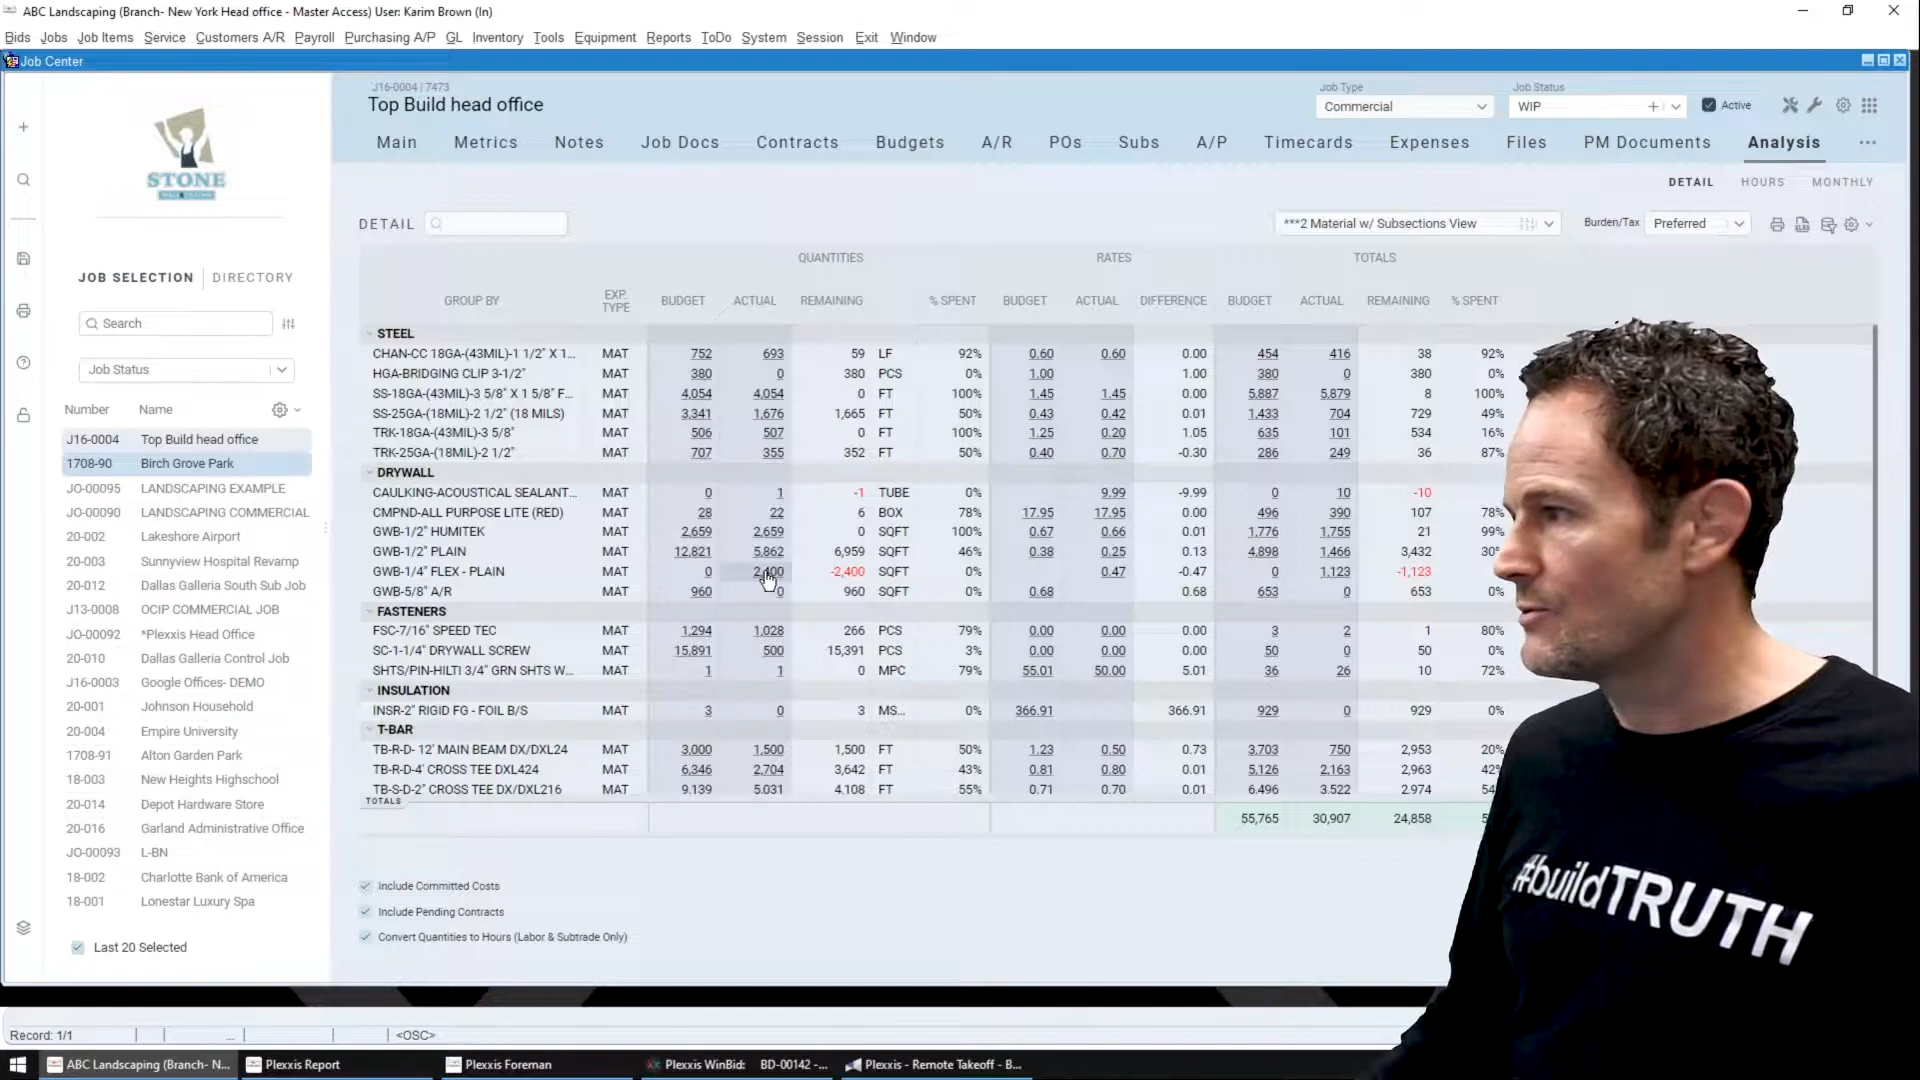 ABC Landscaping (Branch- New York Head office - Master Access) User: Karim Brown (In)
Bids Jobs Job Items Service Customers A/R Payroll Purchasing A/P GL Inventory Tools Equipment Reports ToDo System Session Exit Window
Job Center
J16-0004 | 7473
Top Build head office
Job Type
Commercial
Job Status
WIP
Active
Main Metrics Notes Job Docs Contracts Budgets A/R POs Subs A/P Timecards Expenses Files PM Documents Analysis
DETAIL HOURS MONTHLY
STONE
JOB SELECTION DIRECTORY
Search
Job Status
Number Name
J16-0004 Top Build head office
1708-90 Birch Grove Park
JO-00095 LANDSCAPING EXAMPLE
JO-00090 LANDSCAPING COMMERCIAL
20-002 Lakeshore Airport
20-003 Sunnyview Hospital Revamp
20-012 Dallas Galleria South Sub Job
J13-0008 OCIP COMMERCIAL JOB
JO-00092 *Plexxis Head Office
20-010 Dallas Galleria Control Job
J16-0003 Google Offices- DEMO
20-001 Johnson Household
20-004 Empire University
1708-91 Alton Garden Park
18-003 New Heights Highschool
20-014 Depot Hardware Store
20-016 Garland Administrative Office
JO-00093 L-BN
18-002 Charlotte Bank of America
18-001 Lonestar Luxury Spa
Last 20 Selected
DETAIL
***2 Material w/ Subsections View
Burden/Tax Preferred
QUANTITIES RATES TOTALS
GROUP BY EXP. TYPE BUDGET ACTUAL REMAINING % SPENT BUDGET ACTUAL DIFFERENCE BUDGET ACTUAL REMAINING % SPENT
STEEL
CHAN-CC 18GA-(43MIL)-1 1/2" X 1... MAT 752 693 59 LF 92% 0.60 0.60 0.00 454 416 38 92%
HGA-BRIDGING CLIP 3-1/2" MAT 380 0 380 PCS 0% 1.00 1.00 380 0 380 0%
SS-18GA-(43MIL)-3 5/8" X 1 5/8" F... MAT 4,054 4,054 0 FT 100% 1.45 1.45 0.00 5,887 5,879 8 100%
SS-25GA-(18MIL)-2 1/2" (18 MILS) MAT 3,341 1,676 1,665 FT 50% 0.43 0.42 0.01 1,433 704 729 49%
TRK-18GA-(43MIL)-3 5/8" MAT 506 507 0 FT 100% 1.25 0.20 1.05 635 101 534 16%
TRK-25GA-(18MIL)-2 1/2" MAT 707 355 352 FT 50% 0.40 0.70 -0.30 286 249 36 87%
DRYWALL
CAULKING-ACOUSTICAL SEALANT... MAT 0 1 -1 TUBE 0% 9.99 -9.99 0 10 -10
CMPND-ALL PURPOSE LITE (RED) MAT 28 22 6 BOX 78% 17.95 17.95 0.00 496 390 107 78%
GWB-1/2" HUMITEK MAT 2,659 2,659 0 SQFT 100% 0.67 0.66 0.01 1,776 1,755 21 99%
GWB-1/2" PLAIN MAT 12,821 5,862 6,959 SQFT 46% 0.38 0.25 0.13 4,898 1,466 3,432 30%
GWB-1/4" FLEX - PLAIN MAT 0 2,400 -2,400 SQFT 0% 0.47 -0.47 0 1,123 -1,123
GWB-5/8" A/R MAT 960 0 960 SQFT 0.68 0.68 653 0 653 0%
FASTENERS
FSC-7/16" SPEED TEC MAT 1,294 1,028 266 PCS 79% 0.00 0.00 0.00 3 2 1 80%
SC-1-1/4" DRYWALL SCREW MAT 15,891 500 15,391 PCS 3% 0.00 0.00 0.00 50 0 50 0%
SHTS/PIN-HILTI 3/4" GRN SHTS W... MAT 1 1 0 MPC 79% 55.01 50.00 5.01 36 26 10 72%
INSULATION
INSR-2" RIGID FG - FOIL B/S MAT 3 0 3 MS... 0% 366.91 366.91 929 0 929 0%
T-BAR
TB-R-D- 12' MAIN BEAM DX/DXL24 MAT 3,000 1,500 1,500 FT 50% 1.23 0.50 0.73 3,703 750 2,953 20%
TB-R-D-4' CROSS TEE DXL424 MAT 6,346 2,704 3,642 FT 43% 0.81 0.80 0.01 5,126 2,163 2,963 42%
TB-S-D-2" CROSS TEE DX/DXL216 MAT 9,139 5,031 4,108 FT 55% 0.71 0.70 0.01 6,496 3,522 2,974
TOTALS
55,765 30,907 24,858
Include Committed Costs
Include Pending Contracts
Convert Quantities to Hours (Labor & Subtrade Only)
#buildTRUTH
Record: 1/1 ... <OSC>
ABC Landscaping (Branch- N... Plexxis Report Plexxis Foreman Plexxis WinBid: BD-00142 -... Plexxis - Remote Takeoff - B...